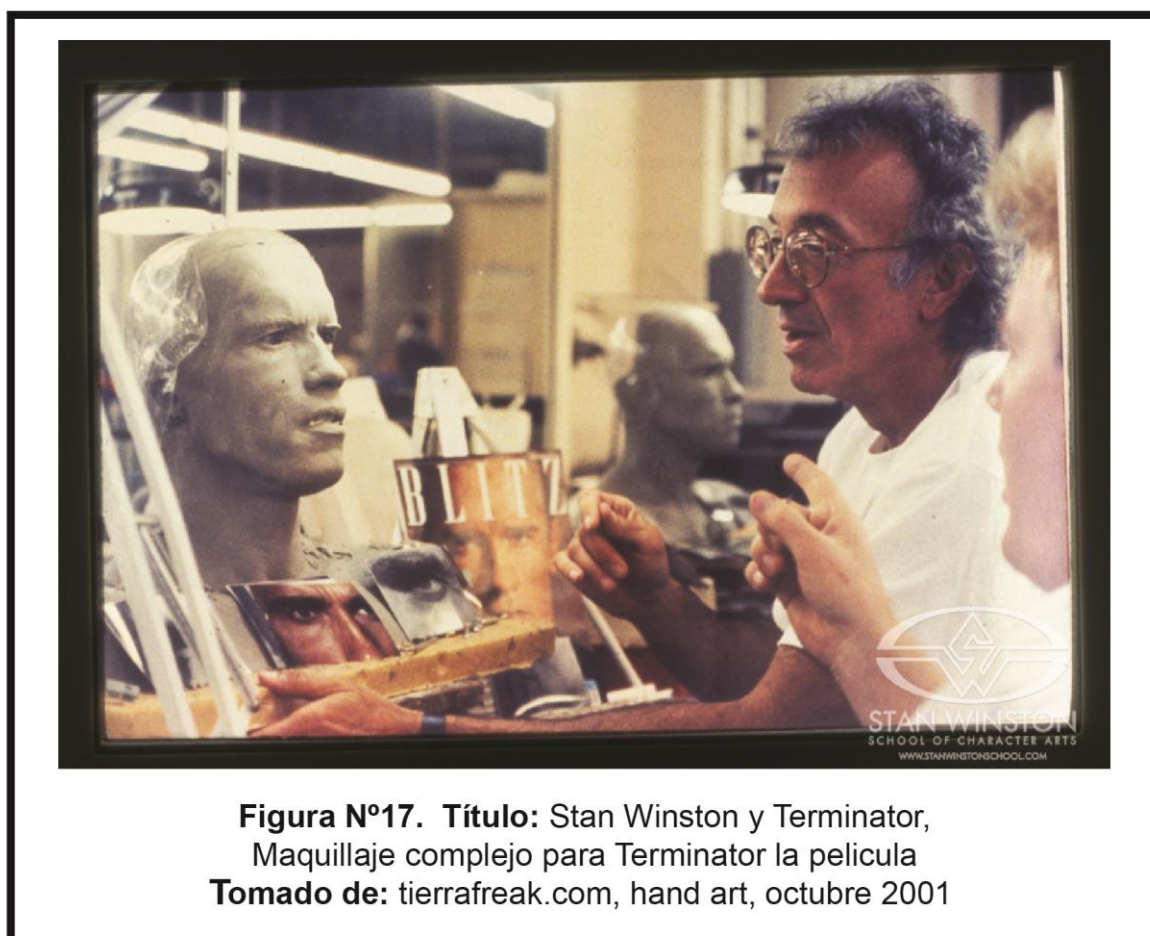 BLITZ
STAN WINSTON
SCHOOL OF CHARACTER ARTS
WWW.STANWINSTONSCHOOL.COM
Figura Nº17. Título: Stan Winston y Terminator,
Maquillaje complejo para Terminator la pelicula
Tomado de: tierrafreak.com, hand art, octubre 2001